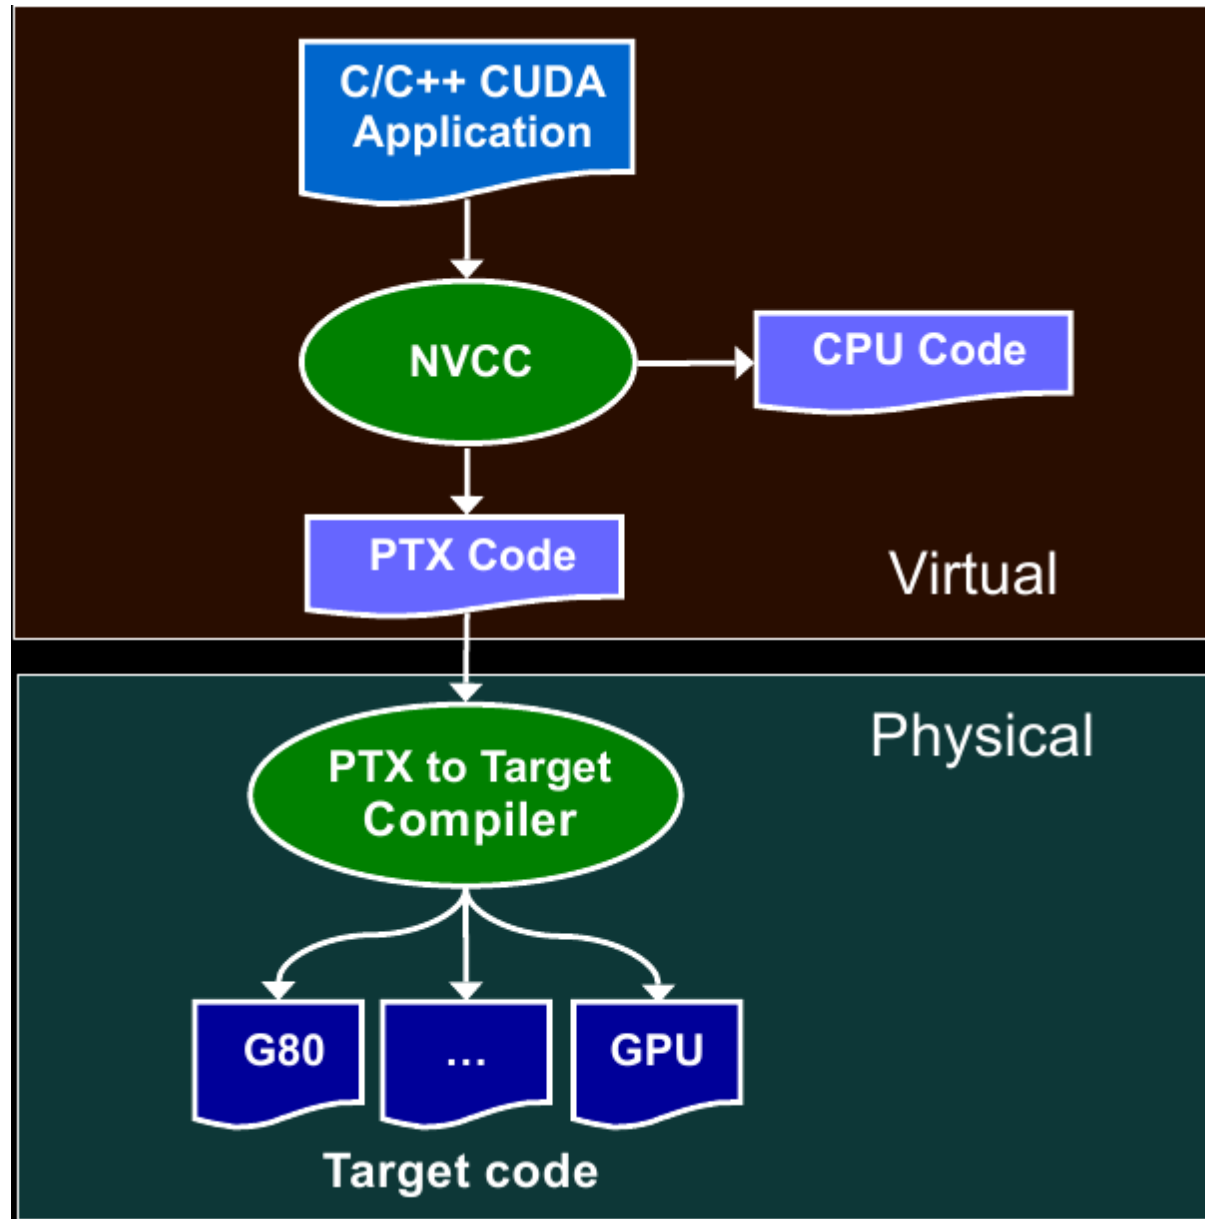 C/C++ CUDA
Application
NVCC
CPU Code
PTX Code
Virtual
Physical
PTX to Target
Compiler
G80
...
GPU
Target code